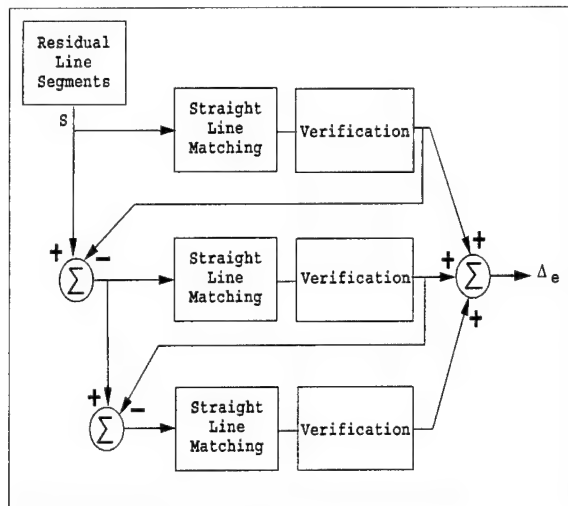 Residual
Line
Segments
S
Straight
Line
Matching
Verification
+
−
+
Σ
Straight
Line
Matching
Verification
+
Σ
Δe
+
+
−
Σ
Straight
Line
Matching
Verification
+